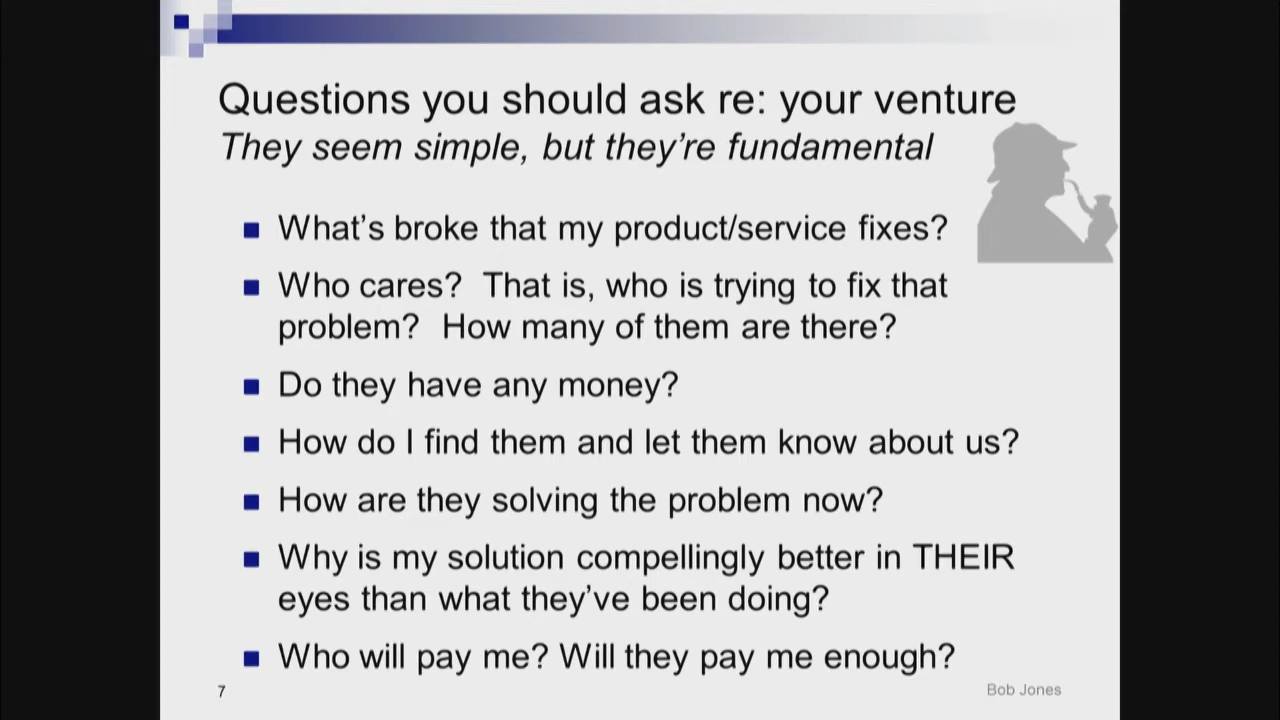 Questions you should ask re: your venture
They seem simple, but they're fundamental
What's broke that my product/service fixes?
Who cares?  That is, who is trying to fix that
problem?  How many of them are there?
Do they have any money?
How do I find them and let them know about us?
How are they solving the problem now?
Why is my solution compellingly better in THEIR
eyes than what they've been doing?
Who will pay me? Will they pay me enough?
7
Bob Jones